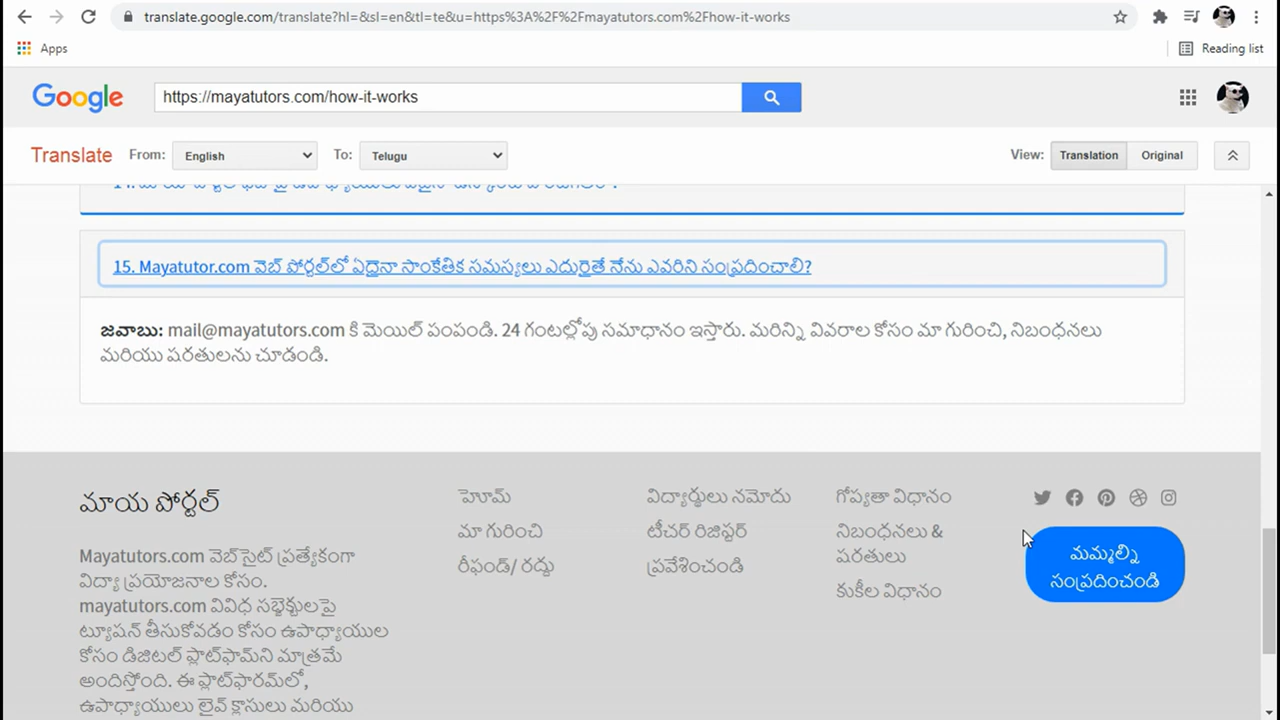 translate.google.com/translate?hl=&sl=en&tl=te&u=https%3A%2F%2Fmayatutors.com%2Fhow-it-works
Apps
Reading list
Google
https://mayatutors.com/how-it-works
Translate From: English To: Telugu View: Translation Original
15. Mayatutor.com వెబ్ పోర్టల్‌లో ఏదైనా సాంకేతిక సమస్యలు ఎదురైతే నేను ఎవరిని సంప్రదించాలి?
జవాబు: mail@mayatutors.com కి మెయిల్ పంపండి. 24 గంటల్లోపు సమాధానం ఇస్తారు. మరిన్ని వివరాల కోసం మా గురించి, నిబంధనలు
మరియు షరతులను చూడండి.
మాయ పోర్టల్
Mayatutors.com వెబ్‌సైట్ ప్రత్యేకంగా
విద్యా ప్రయోజనాల కోసం.
mayatutors.com వివిధ సబ్జెక్టులపై
ట్యూషన్ తీసుకోవడం కోసం ఉపాధ్యాయుల
కోసం డిజిటల్ ప్లాట్‌ఫామ్‌ని మాత్రమే
అందిస్తోంది. ఈ ప్లాట్‌ఫారమ్‌లో,
ఉపాధ్యాయులు లైవ్ క్లాసులు మరియు
హెూమ్
మా గురించి
రీఫండ్/ రద్దు
విద్యార్థులు నమోదు
టీచర్ రిజిష్టర్
ప్రవేశించండి
గోప్యతా విధానం
నిబంధనలు &
షరతులు
కుకీల విధానం
మమ్మల్ని
సంప్రదించండి